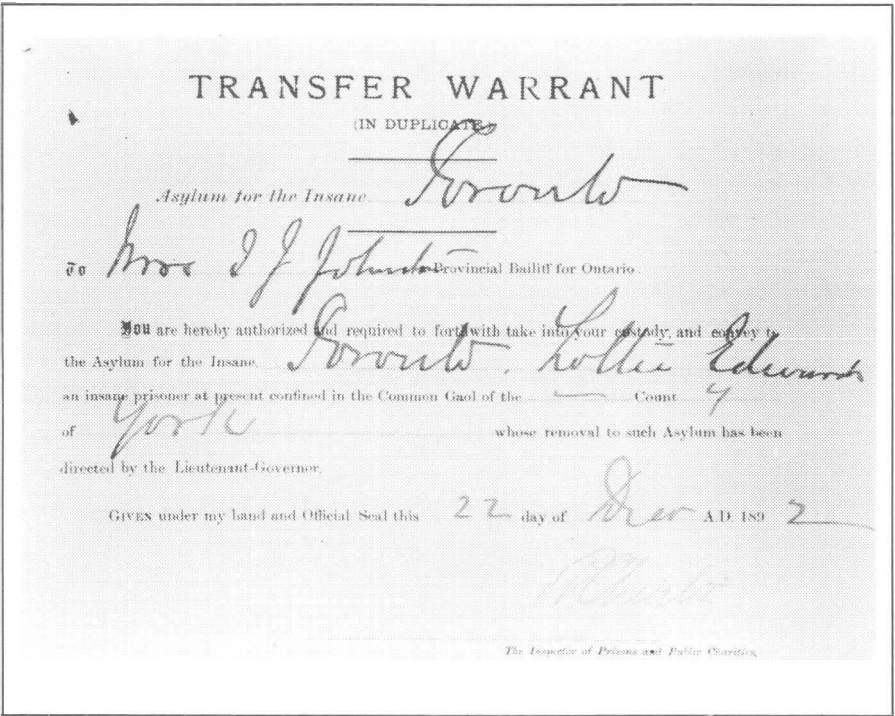 TRANSFER WARRANT
(IN DUPLICATE.)
Asylum for the Insane. Toronto
To Mrs J J Johnston Provincial Bailiff for Ontario.
You are hereby authorized and required to forthwith take into your custody, and convey to
the Asylum for the Insane. Toronto. Lottie Edwards
an insane prisoner at present confined in the Common Gaol of the — County
of York whose removal to such Asylum has been
directed by the Lieutenant-Governor.
GIVEN under my hand and Official Seal this 22 day of Dec A.D. 1892
The Inspector of Prisons and Public Charities.